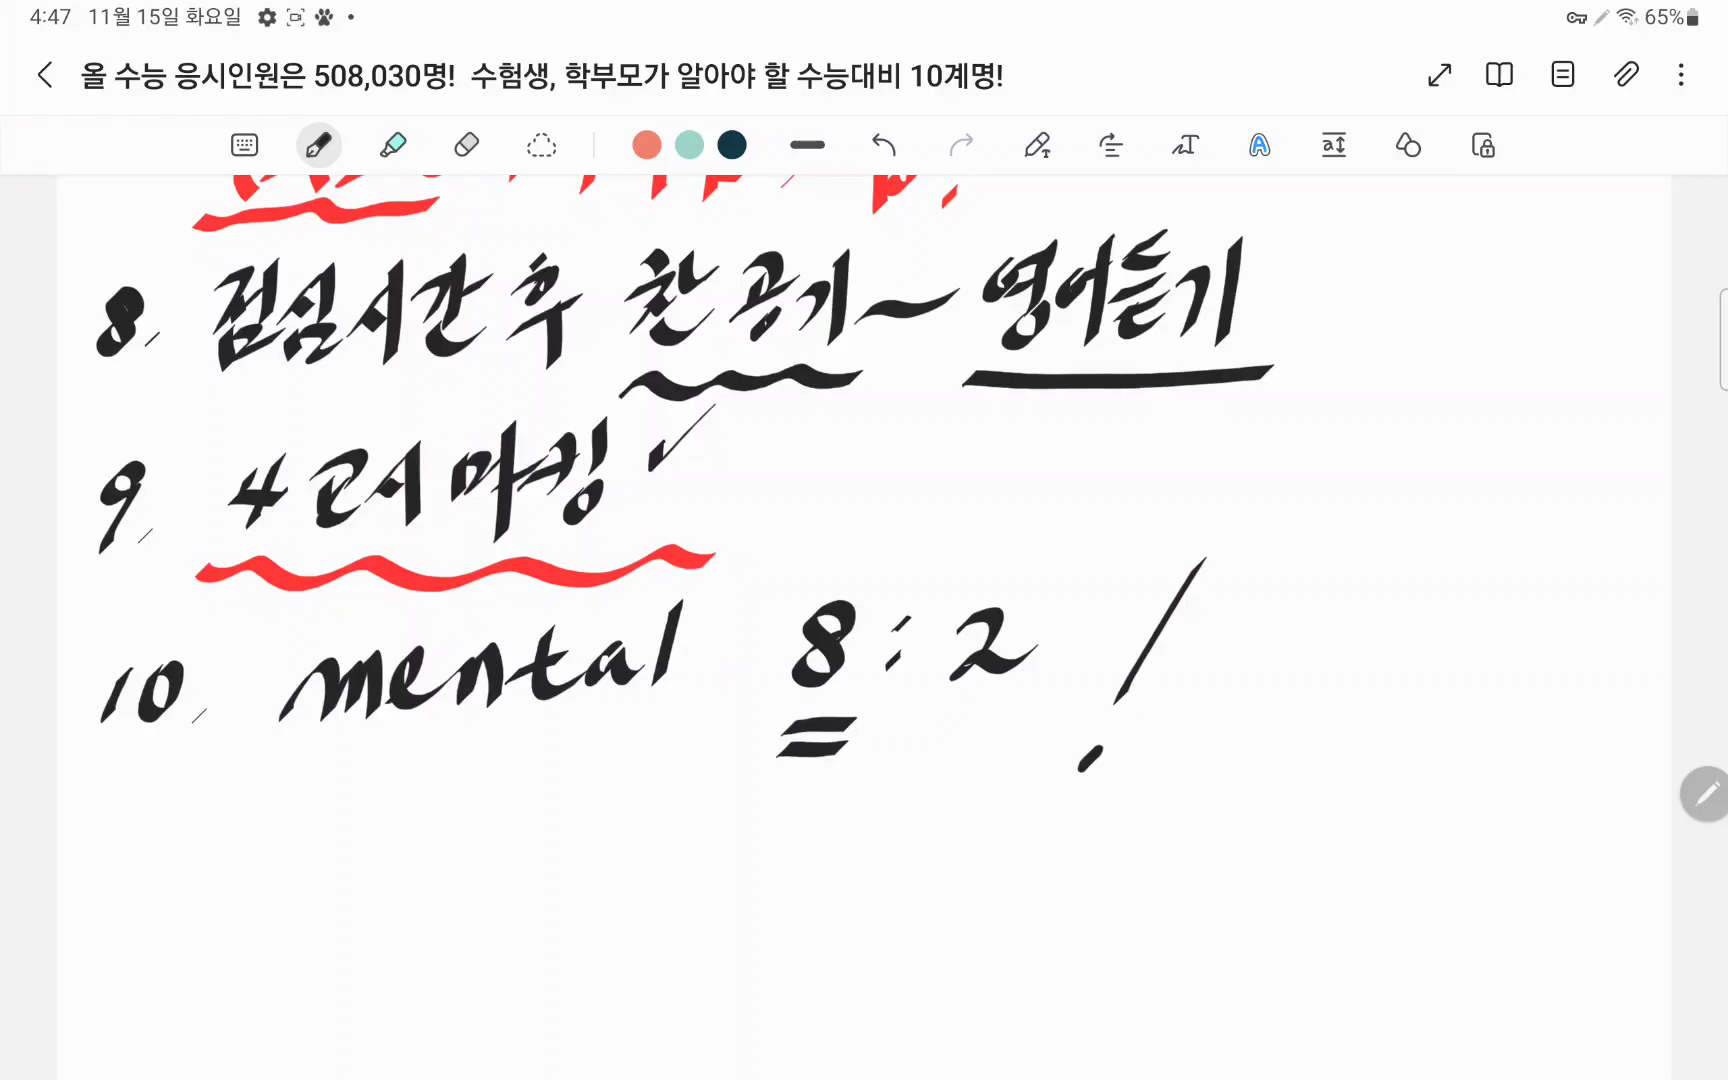 4:47 11월 15일 화요일 65%
올 수능 응시인원은 508,030명! 수험생, 학부모가 알아야 할 수능대비 10계명!
8. 점심시간 후 찬 공기~ 영어듣기
9. 4교시 마킹 ✓
10. mental 8:2 !